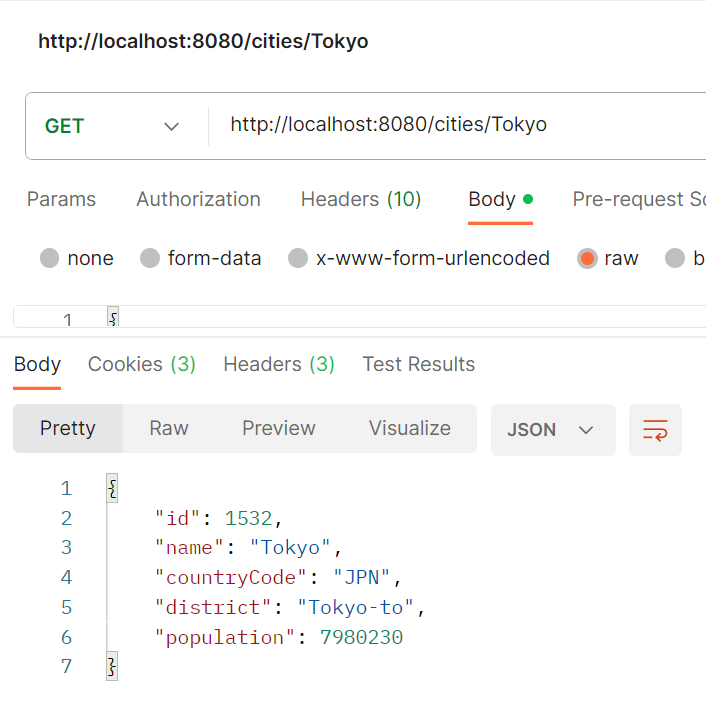 http://localhost:8080/cities/Tokyo
GET http://localhost:8080/cities/Tokyo
Params Authorization Headers (10) Body Pre-request
none form-data x-www-form-urlencoded raw
1 {
Body Cookies (3) Headers (3) Test Results
Pretty Raw Preview Visualize JSON
1 {
2 "id": 1532,
3 "name": "Tokyo",
4 "countryCode": "JPN",
5 "district": "Tokyo-to",
6 "population": 7980230
7 }